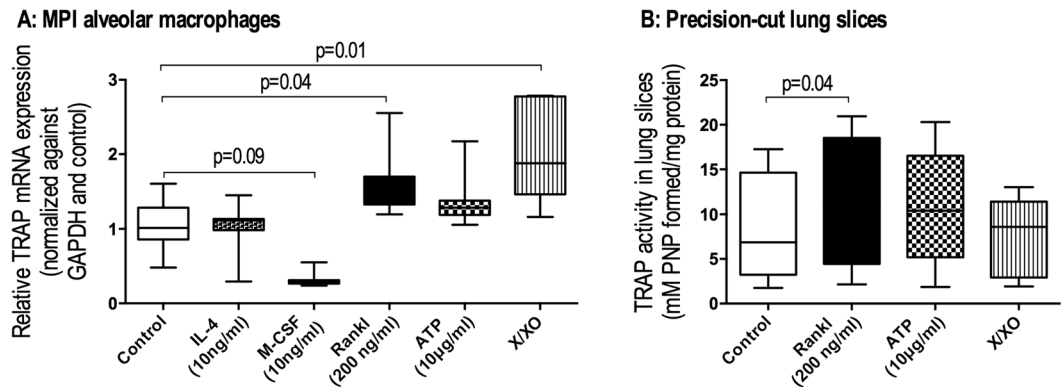 A: MPI alveolar macrophages
Relative TRAP mRNA expression
(normalized against
GAPDH and control)
3
2
1
0
p=0.01
p=0.04
p=0.09
Control
IL-4
(10ng/ml)
M-CSF
(10ng/ml)
Rankl
(200 ng/ml)
ATP
(10µg/ml)
X/XO
B: Precision-cut lung slices
TRAP activity in lung slices
(mM PNP formed/mg protein)
25
20
15
10
5
0
p=0.04
Control
Rankl
(200 ng/ml)
ATP
(10µg/ml)
X/XO